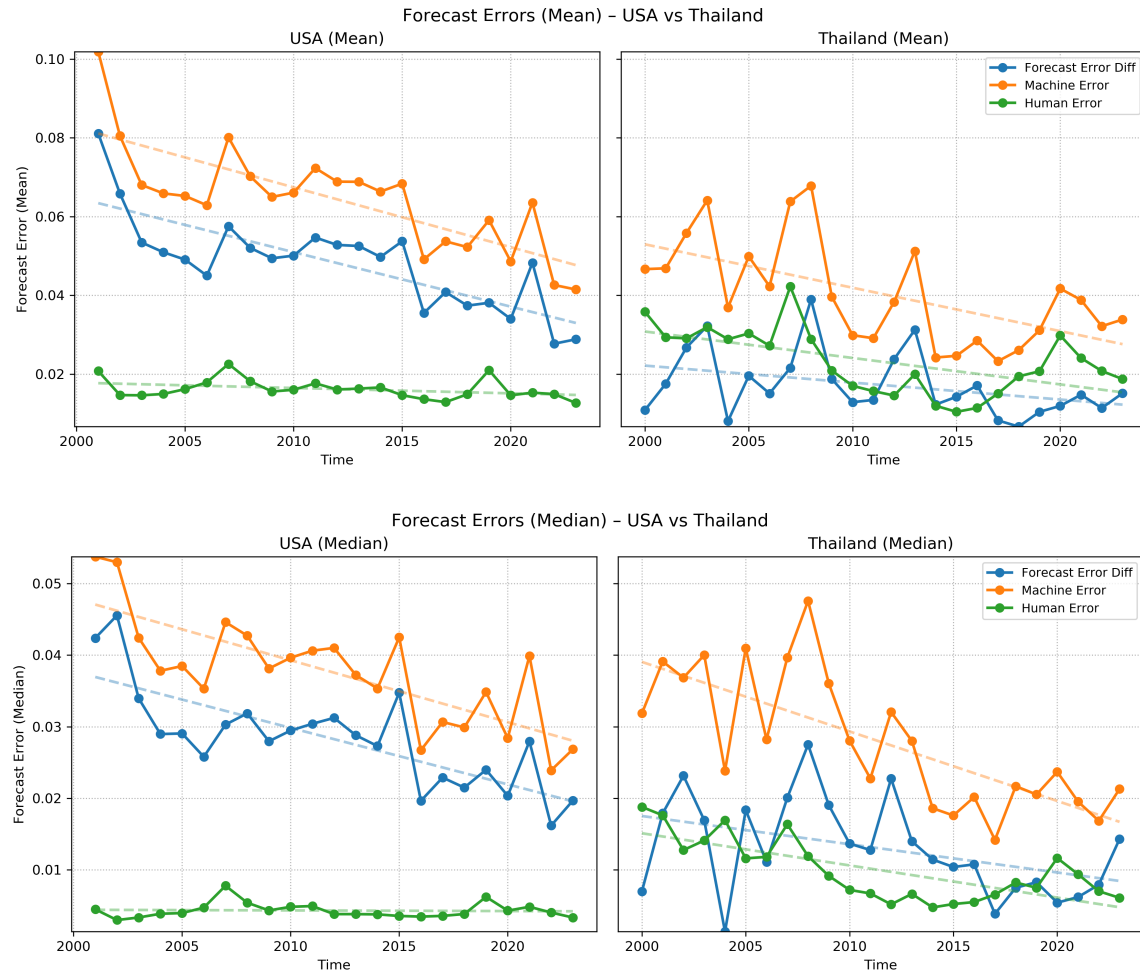 Forecast Errors (Mean) – USA vs Thailand
USA (Mean)
Thailand (Mean)
Forecast Error (Mean)
0.10
0.08
0.06
0.04
0.02
2000
2005
2010
2015
2020
Time
Forecast Error Diff
Machine Error
Human Error
2000
2005
2010
2015
2020
Time
Forecast Errors (Median) – USA vs Thailand
USA (Median)
Thailand (Median)
Forecast Error (Median)
0.05
0.04
0.03
0.02
0.01
2000
2005
2010
2015
2020
Time
Forecast Error Diff
Machine Error
Human Error
2000
2005
2010
2015
2020
Time